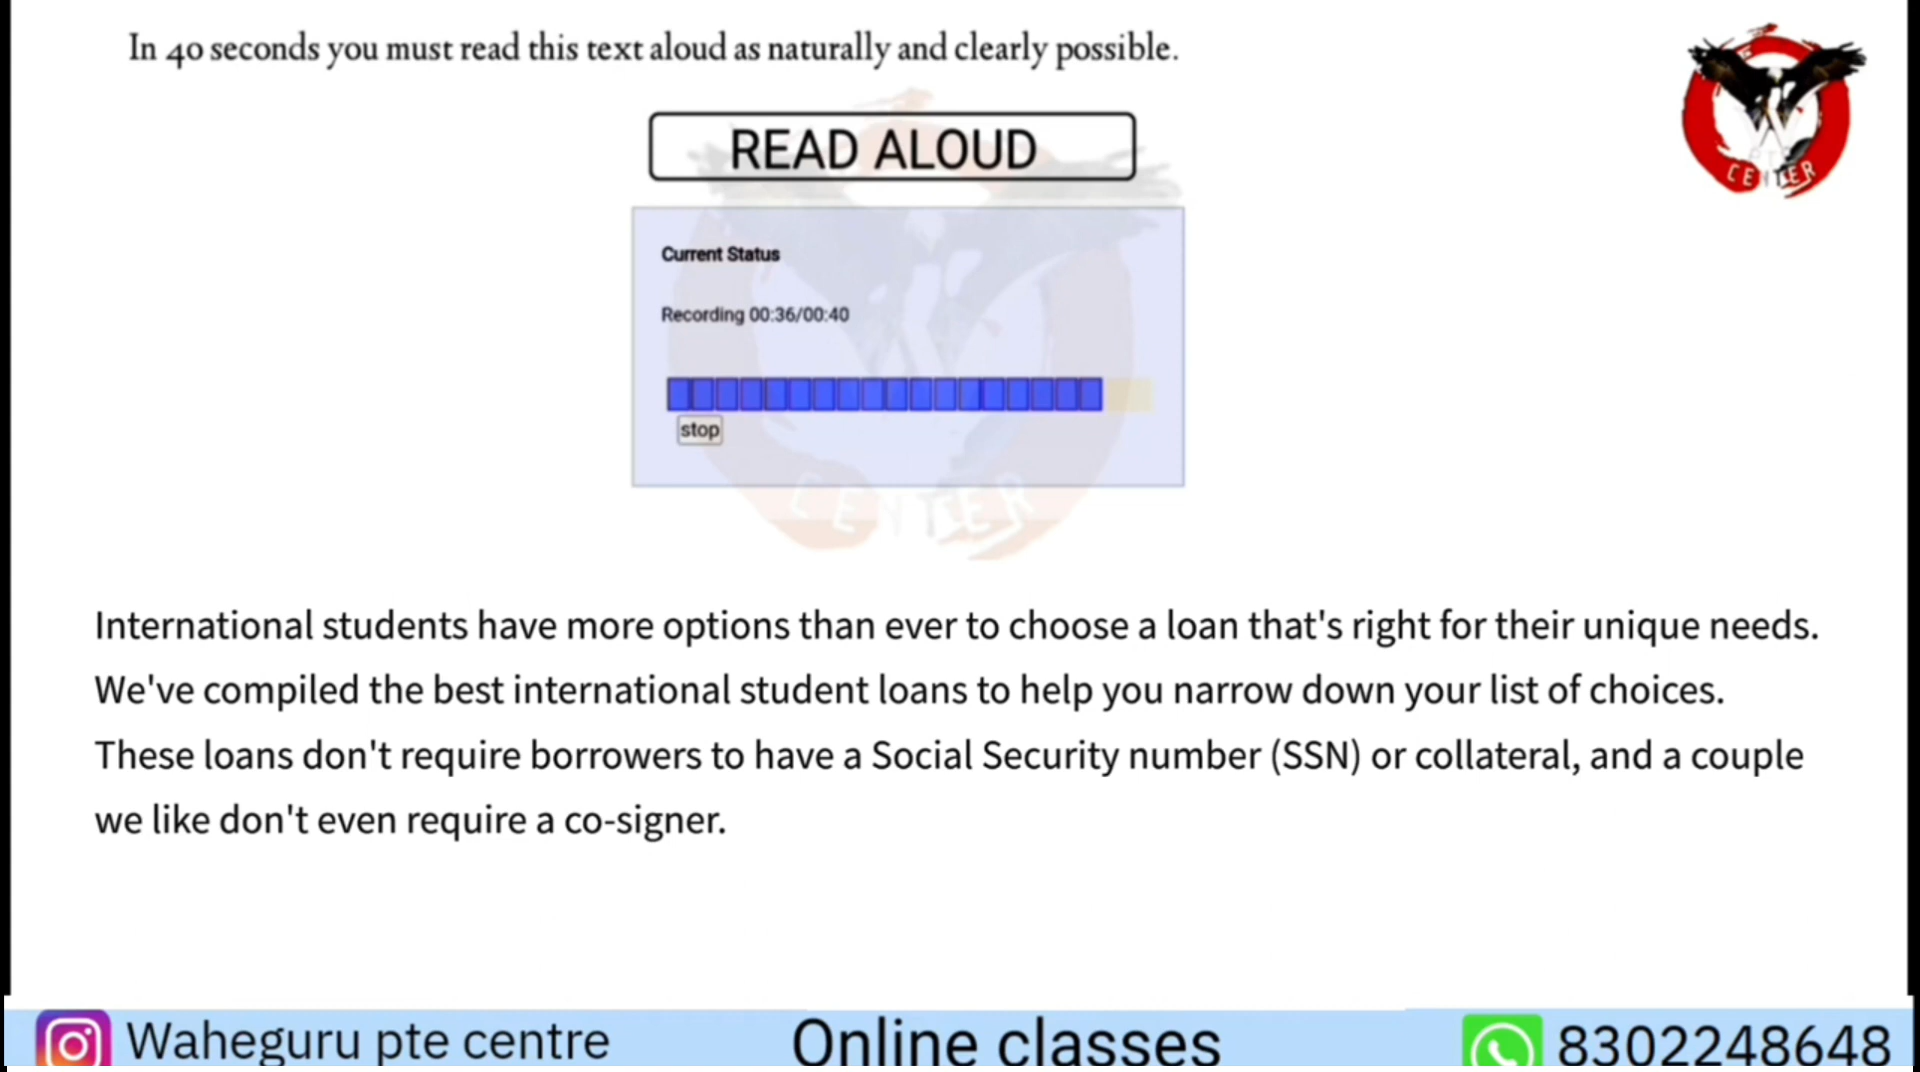 In 40 seconds you must read this text aloud as naturally and clearly possible.
READ ALOUD
Current Status
Recording 00:36/00:40
stop
CENTER
CENTER
International students have more options than ever to choose a loan that's right for their unique needs.
We've compiled the best international student loans to help you narrow down your list of choices.
These loans don't require borrowers to have a Social Security number (SSN) or collateral, and a couple
we like don't even require a co-signer.
Waheguru pte centre
Online classes
8302248648